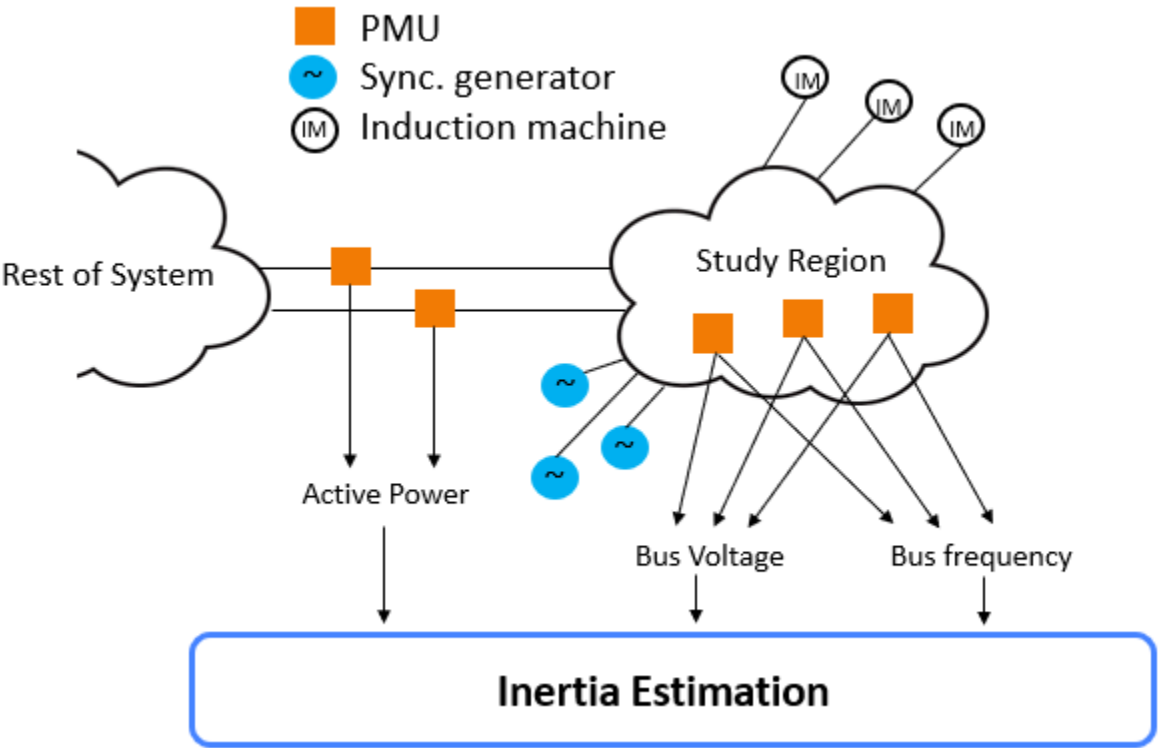 PMU
~ Sync. generator
IM Induction machine
IM
IM
IM
Rest of System
Study Region
~
~
~
Active Power
Bus Voltage
Bus frequency
Inertia Estimation